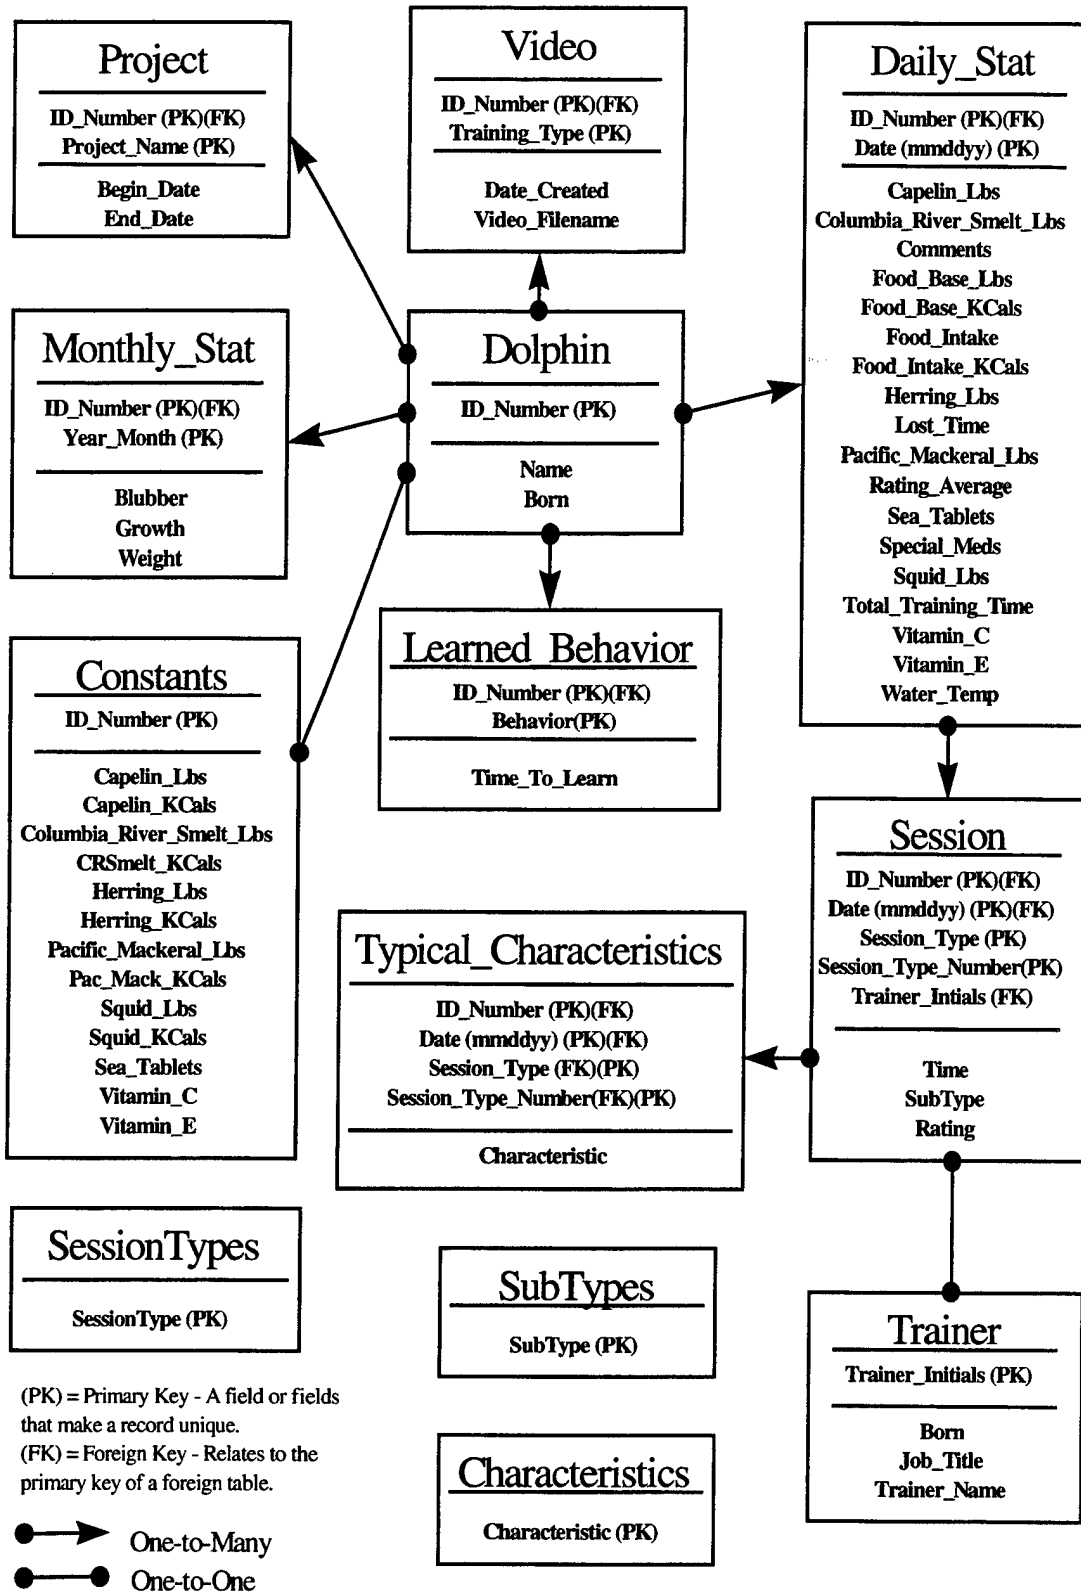 Project
ID_Number (PK)(FK)
Project_Name (PK)
Begin_Date
End_Date
Video
ID_Number (PK)(FK)
Training_Type (PK)
Date_Created
Video_Filename
Daily_Stat
ID_Number (PK)(FK)
Date (mmddyy) (PK)
Capelin_Lbs
Columbia_River_Smelt_Lbs
Comments
Food_Base_Lbs
Food_Base_KCals
Food_Intake
Food_Intake_KCals
Herring_Lbs
Lost_Time
Pacific_Mackeral_Lbs
Rating_Average
Sea_Tablets
Special_Meds
Squid_Lbs
Total_Training_Time
Vitamin_C
Vitamin_E
Water_Temp
Monthly_Stat
ID_Number (PK)(FK)
Year_Month (PK)
Blubber
Growth
Weight
Dolphin
ID_Number (PK)
Name
Born
Learned_Behavior
ID_Number (PK)(FK)
Behavior(PK)
Time_To_Learn
Constants
ID_Number (PK)
Capelin_Lbs
Capelin_KCals
Columbia_River_Smelt_Lbs
CRSmelt_KCals
Herring_Lbs
Herring_KCals
Pacific_Mackeral_Lbs
Pac_Mack_KCals
Squid_Lbs
Squid_KCals
Sea_Tablets
Vitamin_C
Vitamin_E
Session
ID_Number (PK)(FK)
Date (mmddyy) (PK)(FK)
Session_Type (PK)
Session_Type_Number(PK)
Trainer_Intials (FK)
Time
SubType
Rating
Typical_Characteristics
ID_Number (PK)(FK)
Date (mmddyy) (PK)(FK)
Session_Type (FK)(PK)
Session_Type_Number(FK)(PK)
Characteristic
SessionTypes
SessionType (PK)
SubTypes
SubType (PK)
Trainer
Trainer_Initials (PK)
Born
Job_Title
Trainer_Name
Characteristics
Characteristic (PK)
(PK) = Primary Key - A field or fields
that make a record unique.
(FK) = Foreign Key - Relates to the
primary key of a foreign table.
One-to-Many
One-to-One